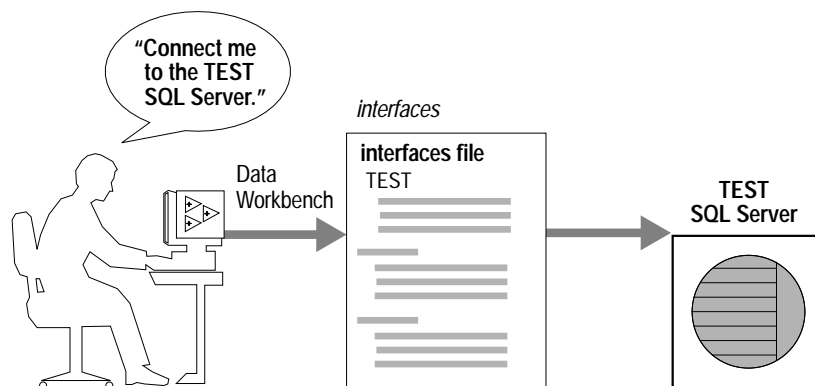 “Connect me
to the TEST
SQL Server.”
interfaces
interfaces file
TEST
Data
Workbench
TEST
SQL Server